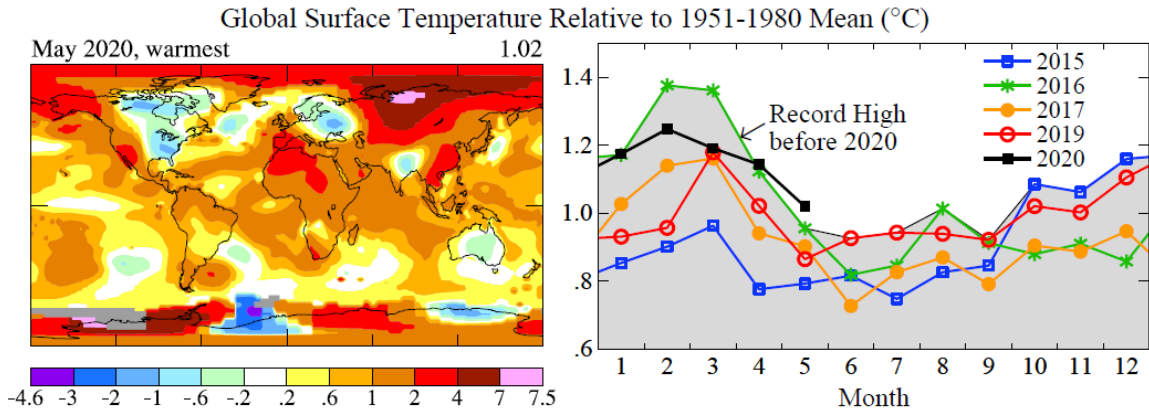 Global Surface Temperature Relative to 1951-1980 Mean (°C)
May 2020, warmest 1.02
-4.6 -3 -2 -1 -.6 -.2 .2 .6 1 2 4 7 7.5
1.4
1.2
1.0
.8
.6
2015
2016
2017
2019
2020
Record High
before 2020
1 2 3 4 5 6 7 8 9 10 11 12
Month